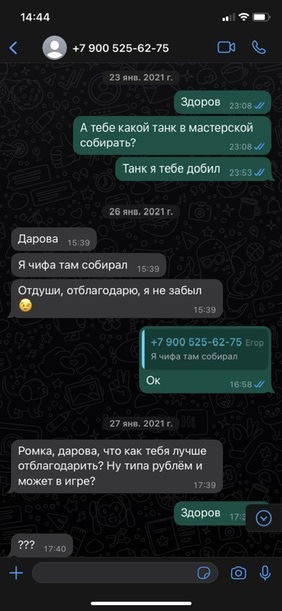 14:44
+7 900 525-62-75
23 янв. 2021 г.
Здоров 23:08
А тебе какой танк в мастерской
собирать? 23:08
Танк я тебе добил 23:53
26 янв. 2021 г.
Дарова 15:39
Я чифа там собирал 15:39
Отдуши, отблагодарю, я не забыл
😉 15:39
+7 900 525-62-75 Егор
Я чифа там собирал
Ок 16:58
27 янв. 2021 г.
Ромка, дарова, что как тебя лучше
отблагодарить? Ну типа рублём и
может в игре? 17:39
Здоров
??? 17:40